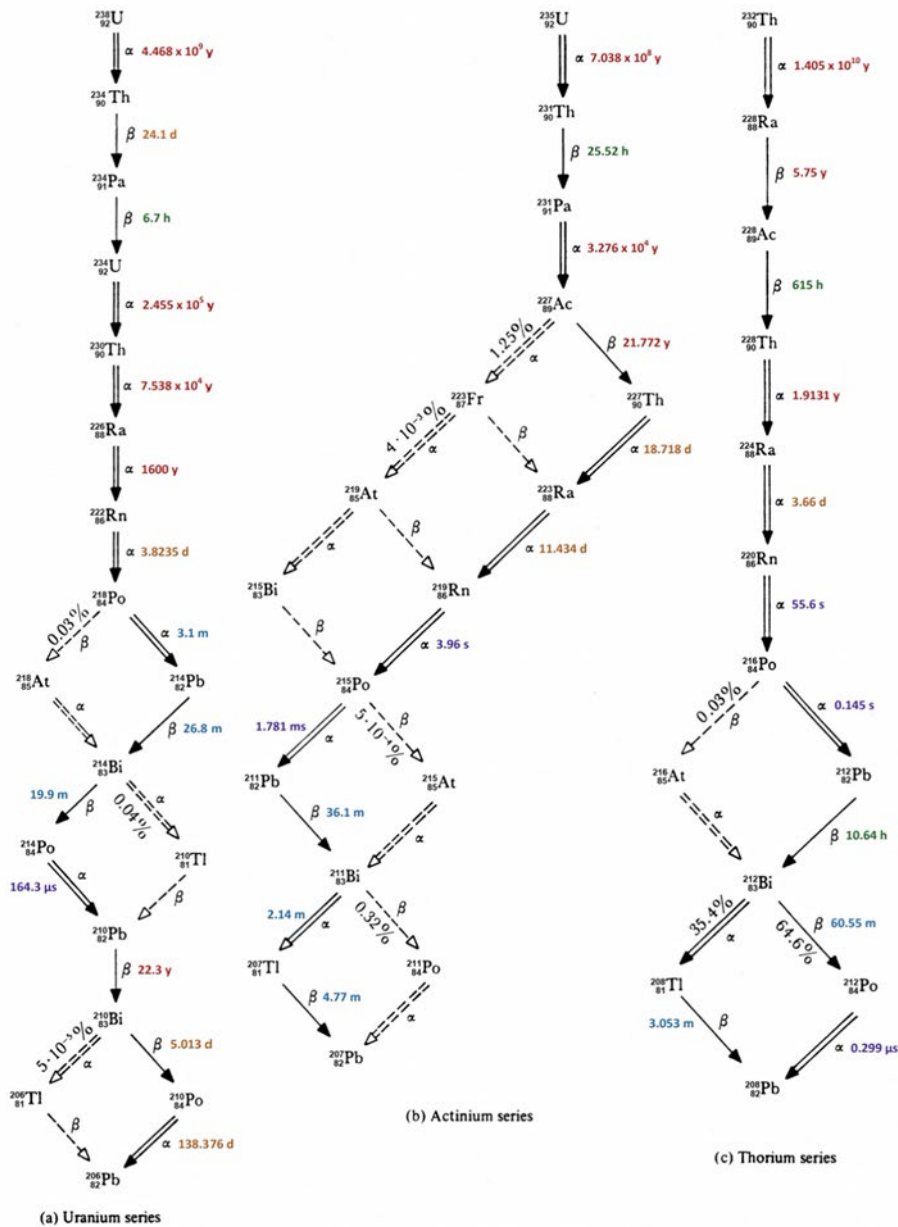 ²³⁸₉₂U
α 4.468 x 10⁹ y
²³⁴₉₀Th
β 24.1 d
²³⁴₉₁Pa
β 6.7 h
²³⁴₉₂U
α 2.455 x 10⁵ y
²³⁰₉₀Th
α 7.538 x 10⁴ y
²²⁶₈₈Ra
α 1600 y
²²²₈₆Rn
α 3.8235 d
²¹⁸₈₄Po
0.03% β
α 3.1 m
²¹⁸₈₅At
²¹⁴₈₂Pb
α
β 26.8 m
²¹⁴₈₃Bi
19.9 m β
α 0.04%
²¹⁴₈₄Po
²¹⁰₈₁Tl
164.3 µs α
β
²¹⁰₈₂Pb
β 22.3 y
²¹⁰₈₃Bi
5·10⁻⁵% α
β 5.013 d
²⁰⁶₈₁Tl
²¹⁰₈₄Po
β
α 138.376 d
²⁰⁶₈₂Pb
(a) Uranium series
²³⁵₉₂U
α 7.038 x 10⁸ y
²³¹₉₀Th
β 25.52 h
²³¹₉₁Pa
α 3.276 x 10⁴ y
²²⁷₈₉Ac
1.25% α
β 21.772 y
²²³₈₇Fr
²²⁷₉₀Th
4·10⁻³% α
β
α 18.718 d
²¹⁹₈₅At
²²³₈₈Ra
α
β
α 11.434 d
²¹⁵₈₃Bi
²¹⁹₈₆Rn
β
α 3.96 s
²¹⁵₈₄Po
1.781 ms α
β 5·10⁻⁴%
²¹¹₈₂Pb
²¹⁵₈₅At
β 36.1 m
α
²¹¹₈₃Bi
2.14 m α
β 0.32%
²⁰⁷₈₁Tl
²¹¹₈₄Po
β 4.77 m
α
²⁰⁷₈₂Pb
(b) Actinium series
²³²₉₀Th
α 1.405 x 10¹⁰ y
²²⁸₈₈Ra
β 5.75 y
²²⁸₈₉Ac
β 615 h
²²⁸₉₀Th
α 1.9131 y
²²⁴₈₈Ra
α 3.66 d
²²⁰₈₆Rn
α 55.6 s
²¹⁶₈₄Po
0.03% β
α 0.145 s
²¹⁶₈₅At
²¹²₈₂Pb
α
β 10.64 h
²¹²₈₃Bi
35.4% α
β 60.55 m
64.6%
²⁰⁸₈₁Tl
²¹²₈₄Po
3.053 m β
α 0.299 µs
²⁰⁸₈₂Pb
(c) Thorium series